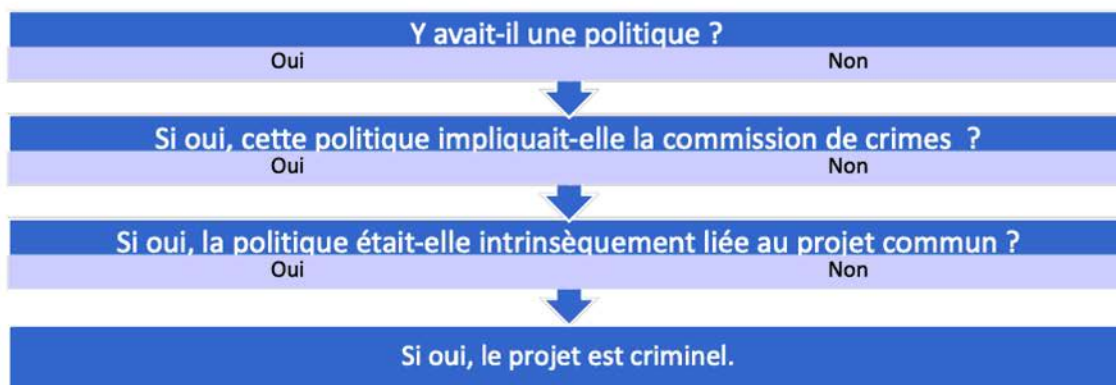 Y avait-il une politique ?
Oui Non
Si oui, cette politique impliquait-elle la commission de crimes ?
Oui Non
Si oui, la politique était-elle intrinsèquement liée au projet commun ?
Oui Non
Si oui, le projet est criminel.